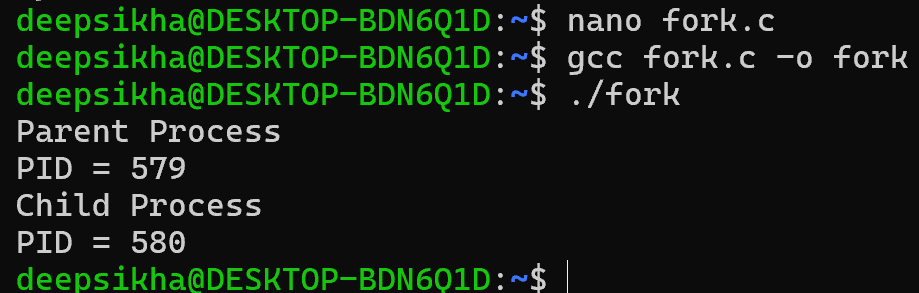 deepsikha@DESKTOP-BDN6Q1D:~$ nano fork.c
deepsikha@DESKTOP-BDN6Q1D:~$ gcc fork.c -o fork
deepsikha@DESKTOP-BDN6Q1D:~$ ./fork
Parent Process
PID = 579
Child Process
PID = 580
deepsikha@DESKTOP-BDN6Q1D:~$